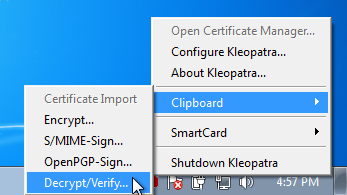 Open Certificate Manager...
Configure Kleopatra...
About Kleopatra...
Clipboard
SmartCard
Shutdown Kleopatra
Certificate Import
Encrypt...
S/MIME-Sign...
OpenPGP-Sign...
Decrypt/Verify...
4:57 PM